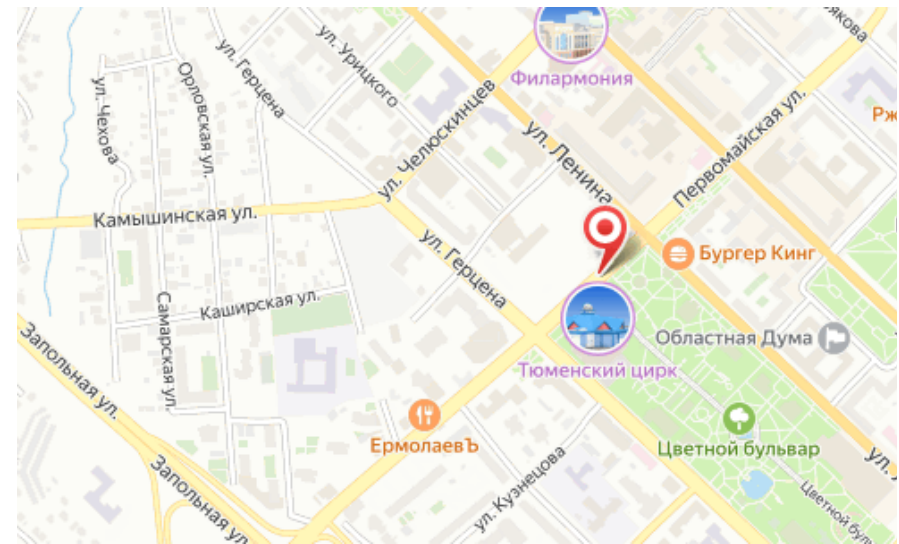 Филармония
ул. Герцена
ул. Урицкого
ул. Челюскинцев
ул. Чехова
Орловская ул.
ул. Ленина
Первомайская ул.
Камышинская ул.
ул. Герцена
Бургер Кинг
Каширская ул.
Самарская ул.
Областная Дума
Тюменский цирк
Запольная ул.
ЕрмолаевЪ
Цветной бульвар
ул. Кузнецова
Запольная ул.
ул.